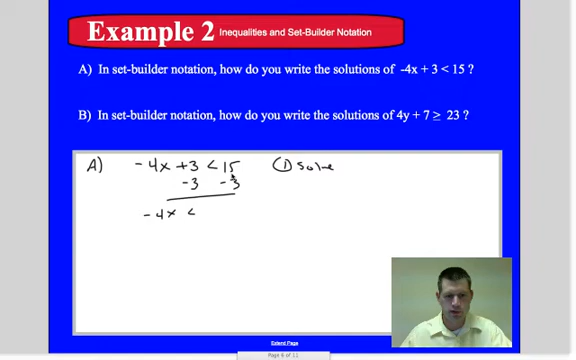 Example 2 Inequalities and Set-Builder Notation
A) In set-builder notation, how do you write the solutions of -4x + 3 < 15 ?
B) In set-builder notation, how do you write the solutions of 4y + 7 ≥ 23 ?
A) -4x +3 < 15 ① Solve
-3 -3
-4x <
Extend Page
Page 6 of 11